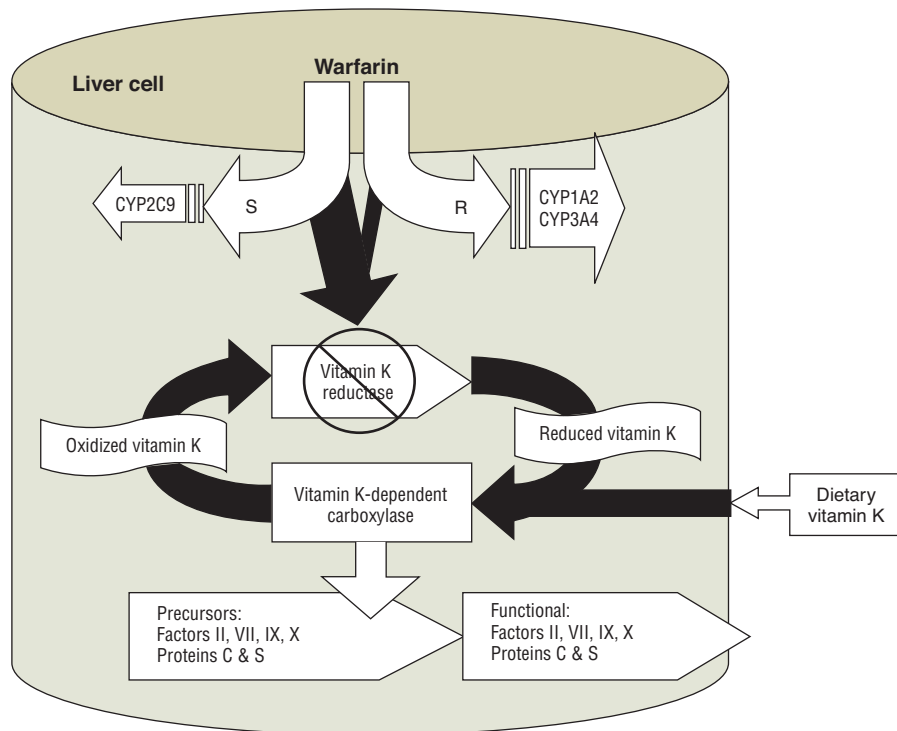 Liver cell
Warfarin
CYP2C9
S
R
CYP1A2
CYP3A4
Vitamin K
reductase
Oxidized vitamin K
Reduced vitamin K
Vitamin K-dependent
carboxylase
Dietary
vitamin K
Precursors:
Factors II, VII, IX, X
Proteins C & S
Functional:
Factors II, VII, IX, X
Proteins C & S